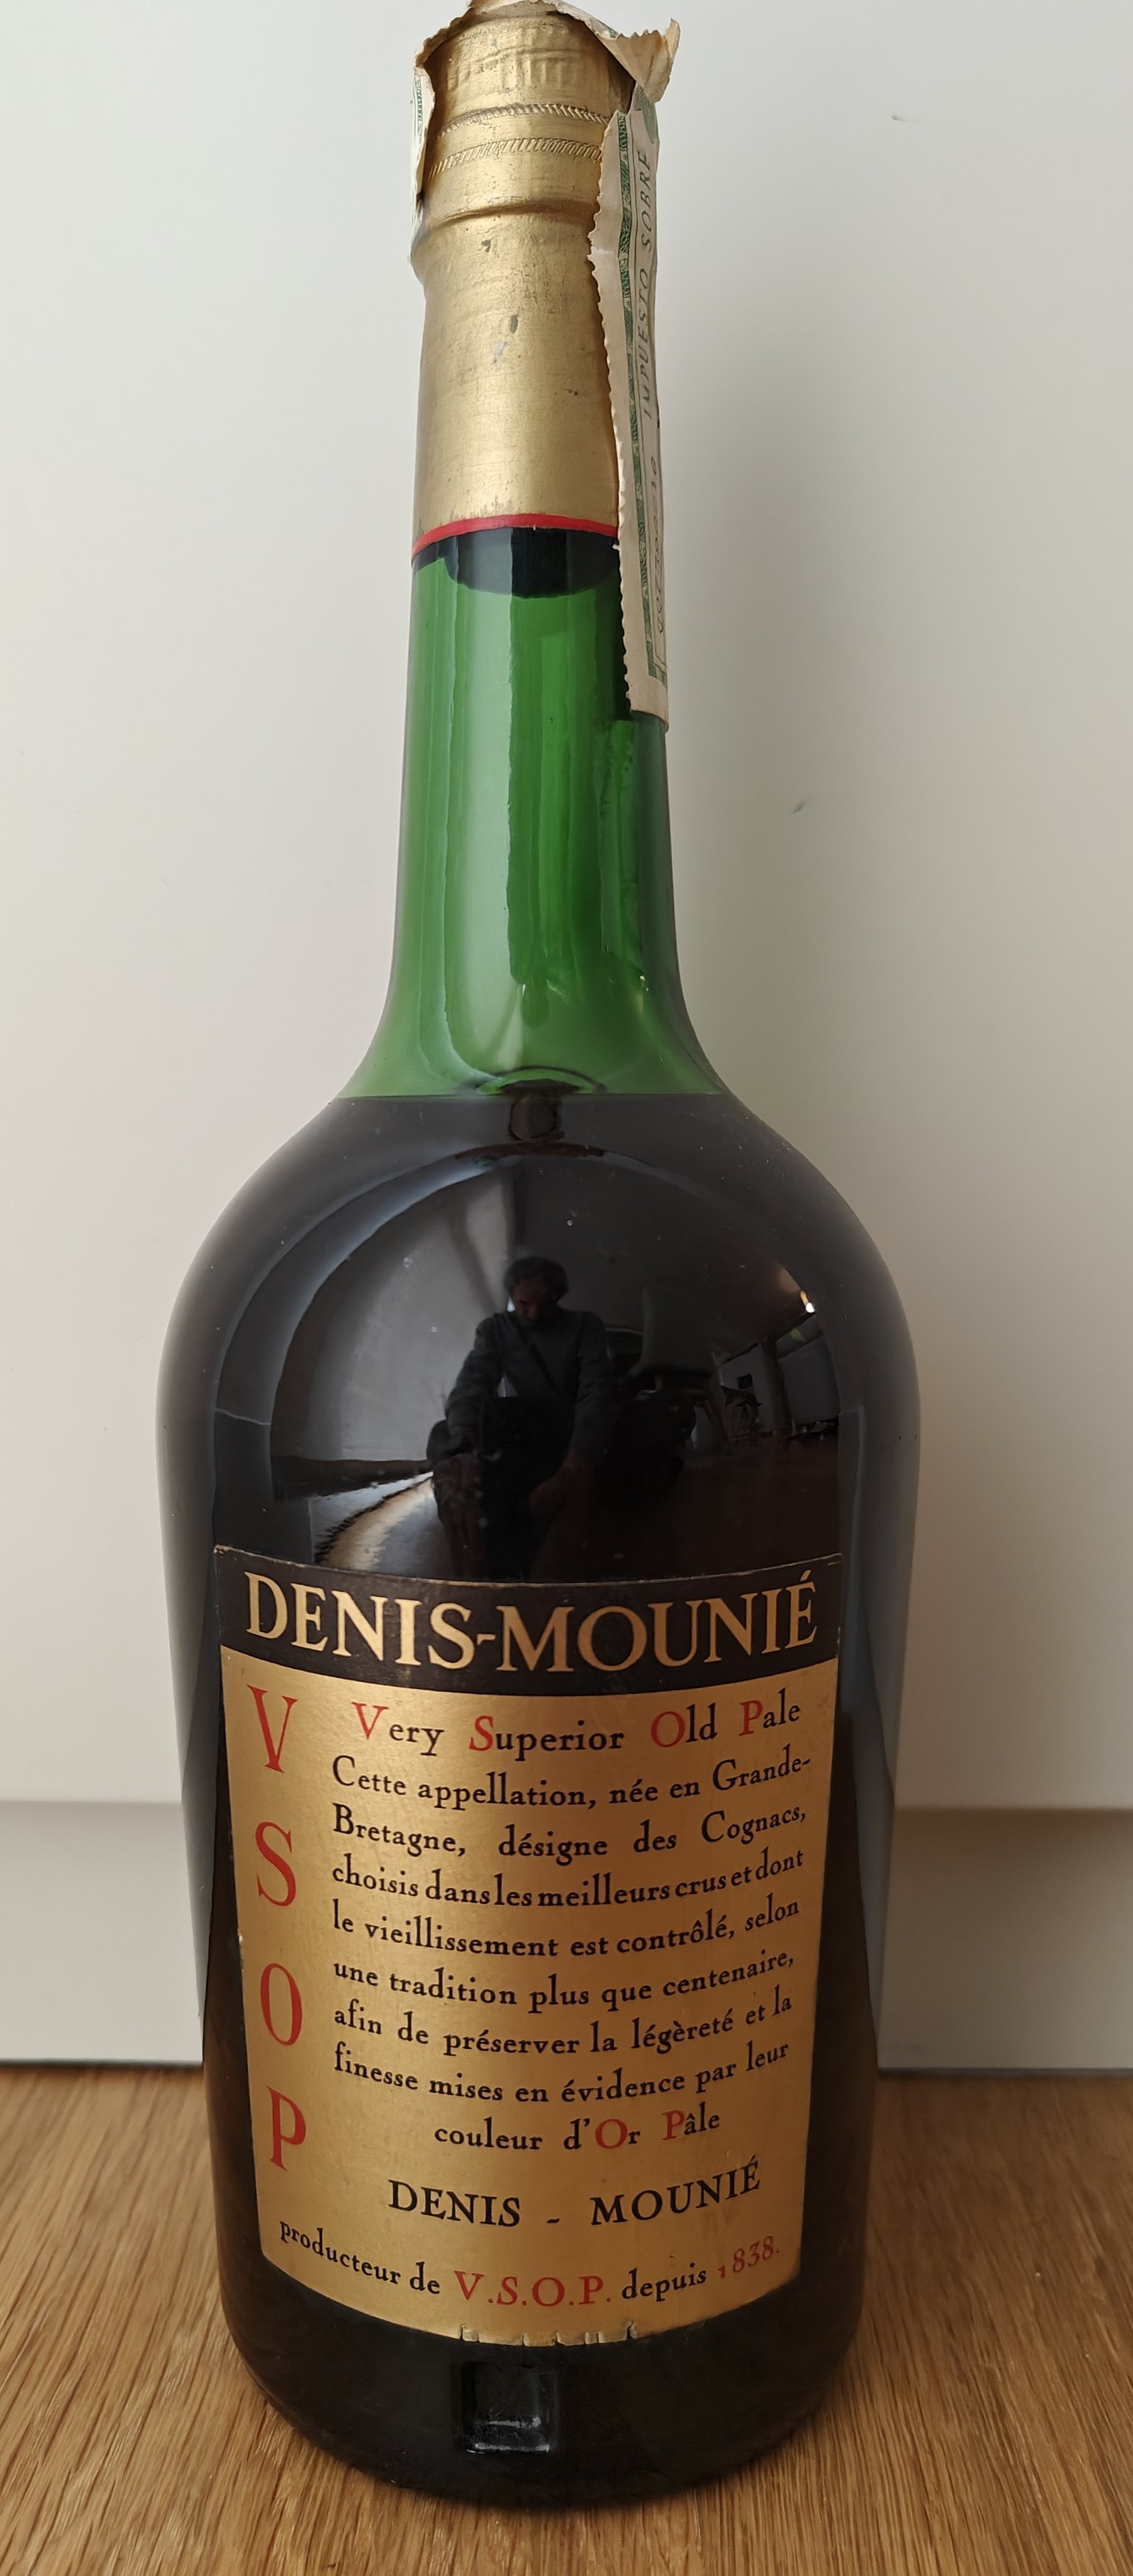 IMPUESTO SOBRE
DENIS-MOUNIÉ
V
S
O
P
Very Superior Old Pale
Cette appellation, née en Grande-
Bretagne, désigne des Cognacs,
choisis dans les meilleurs crus et dont
le vieillissement est contrôlé, selon
une tradition plus que centenaire,
afin de préserver la légèreté et la
finesse mises en évidence par leur
couleur d'Or Pâle
DENIS - MOUNIÉ
producteur de V.S.O.P. depuis 1838.